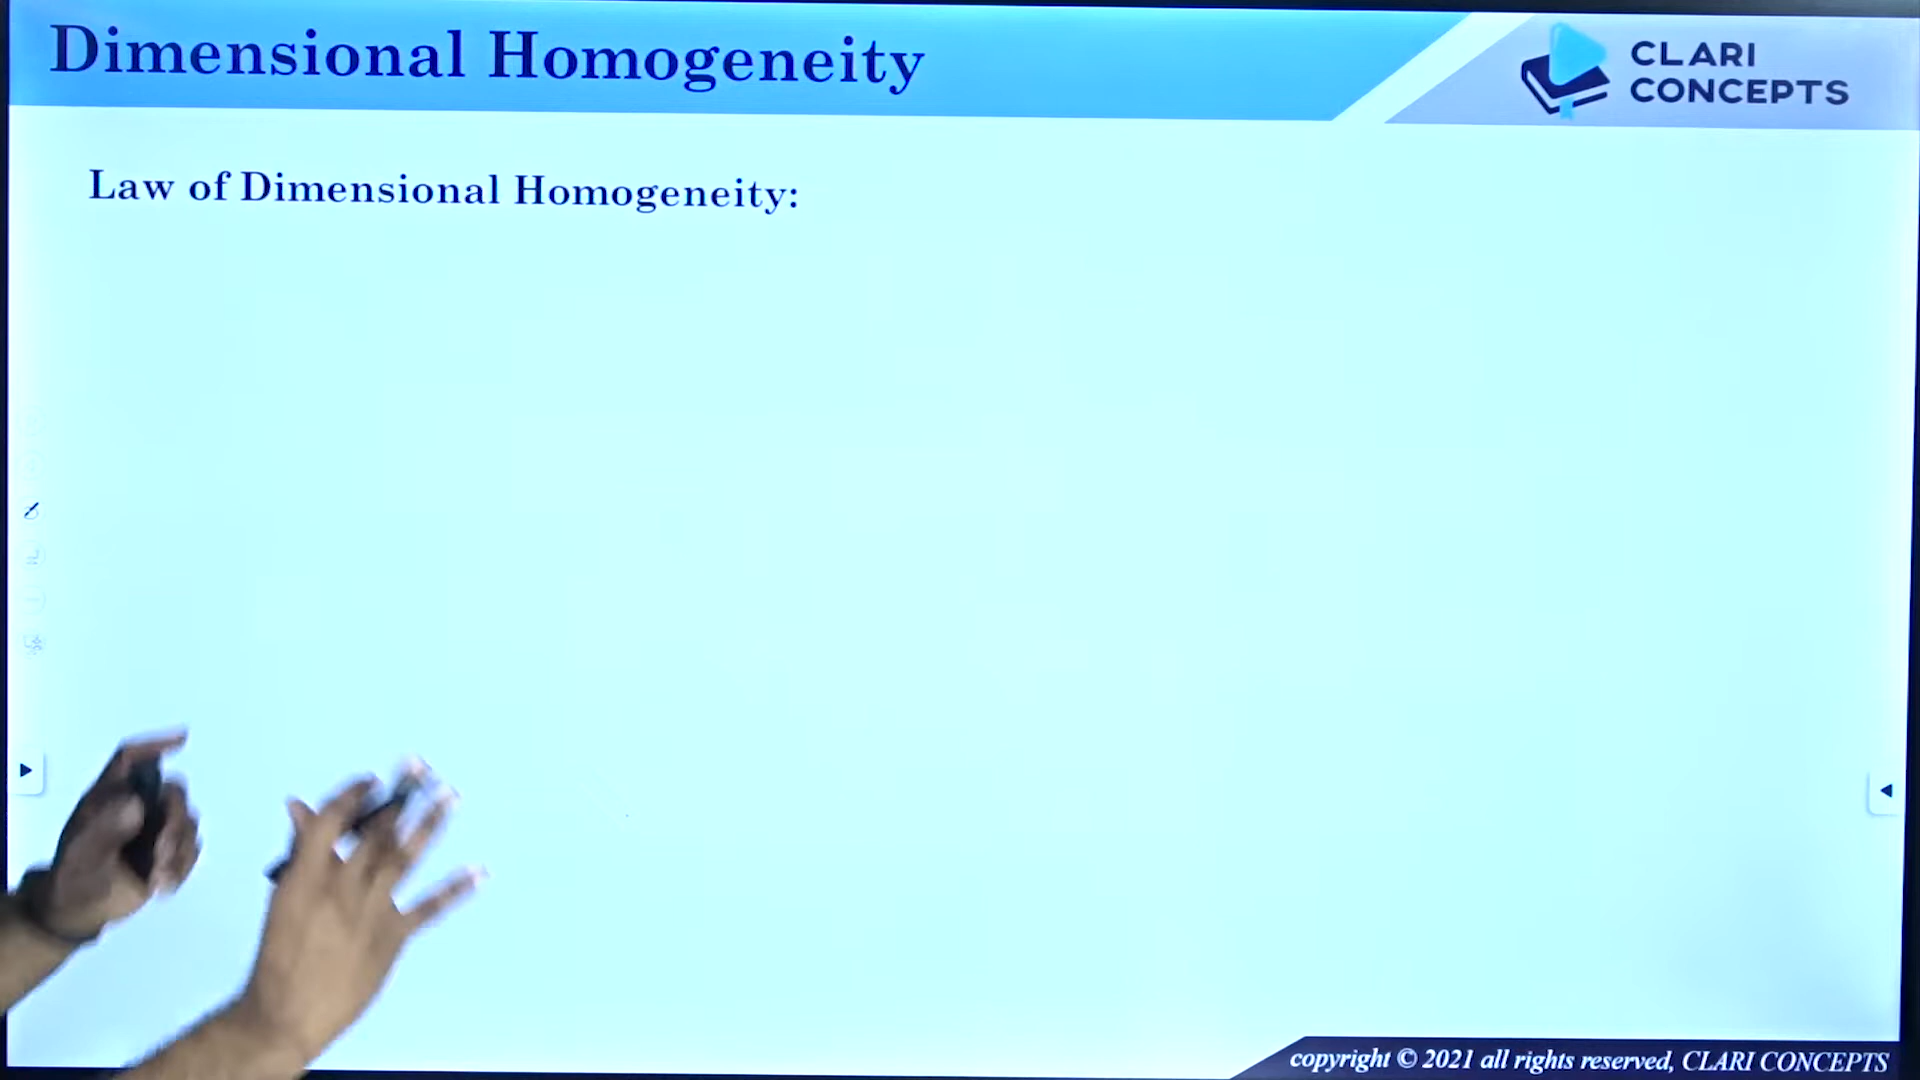 Dimensional Homogeneity
CLARI
CONCEPTS
Law of Dimensional Homogeneity:
copyright © 2021 all rights reserved, CLARI CONCEPTS